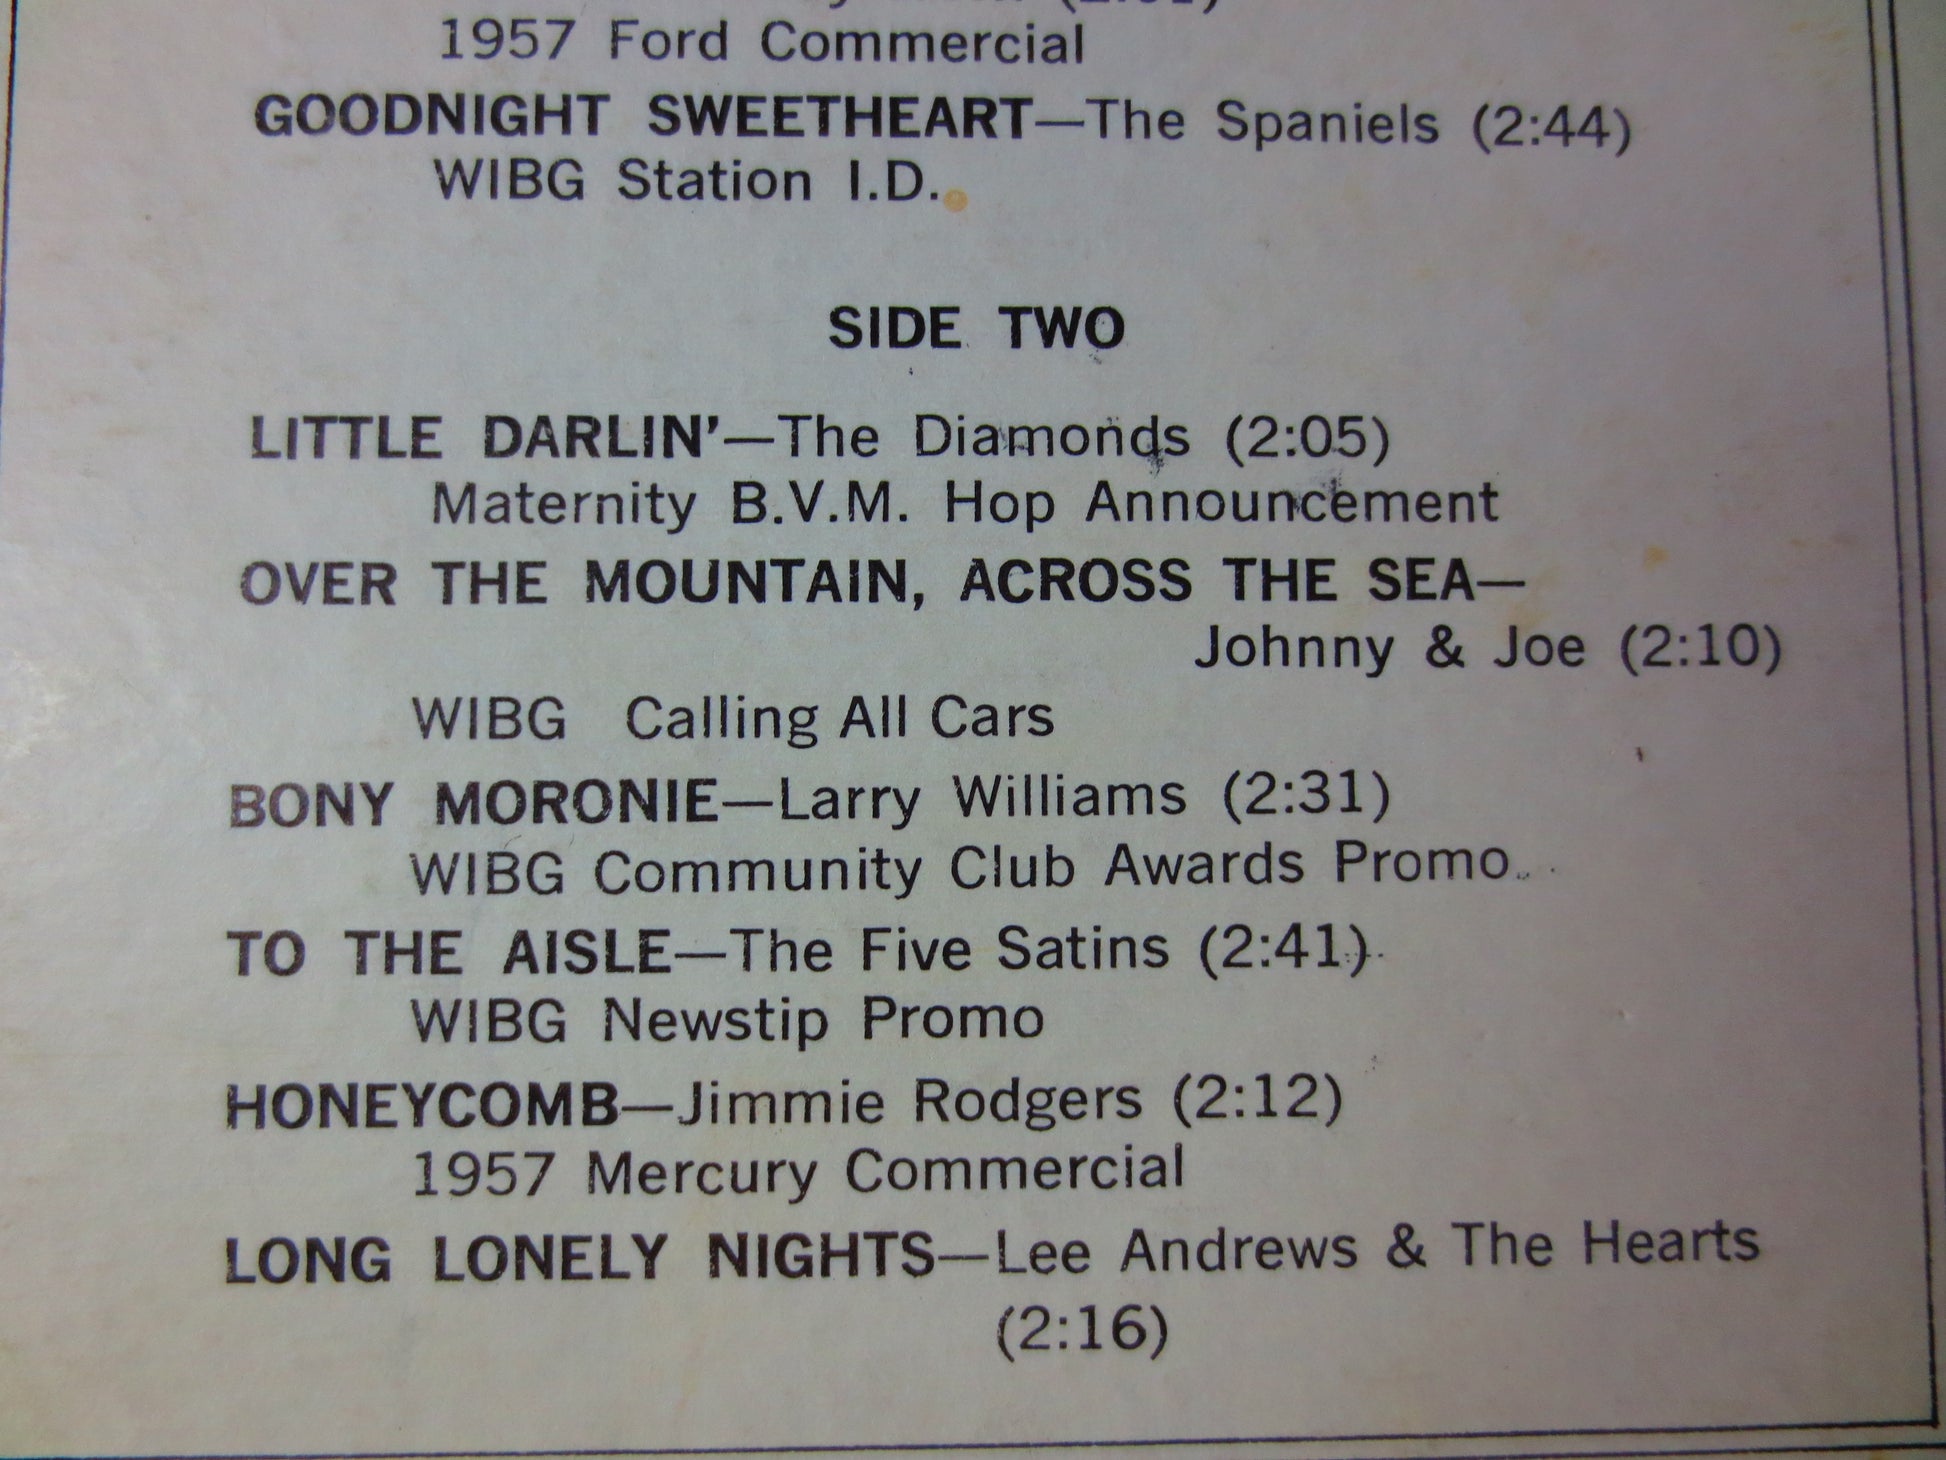 1957 Ford Commercial
GOODNIGHT SWEETHEART—The Spaniels (2:44)
WIBG Station I.D.
SIDE TWO
LITTLE DARLIN'—The Diamonds (2:05)
Maternity B.V.M. Hop Announcement
OVER THE MOUNTAIN, ACROSS THE SEA—
Johnny & Joe (2:10)
WIBG Calling All Cars
BONY MORONIE—Larry Williams (2:31)
WIBG Community Club Awards Promo
TO THE AISLE—The Five Satins (2:41)
WIBG Newstip Promo
HONEYCOMB—Jimmie Rodgers (2:12)
1957 Mercury Commercial
LONG LONELY NIGHTS—Lee Andrews & The Hearts
(2:16)